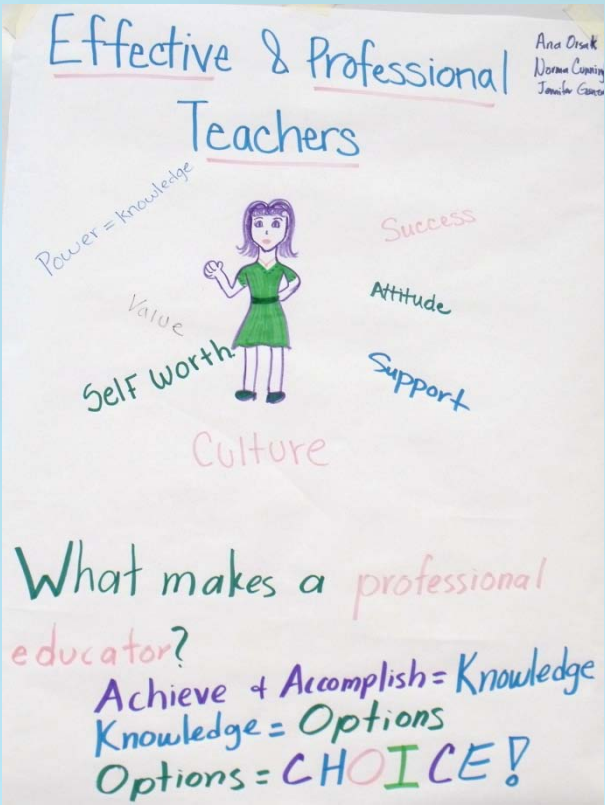 Effective & Professional
Teachers
Ana Orsak
Norma
Jennifer
Power = Knowledge
Success
Value
Attitude
Self Worth
Support
Culture
What makes a professional
educator?
Achieve + Accomplish = Knowledge
Knowledge = Options
Options = CHOICE!